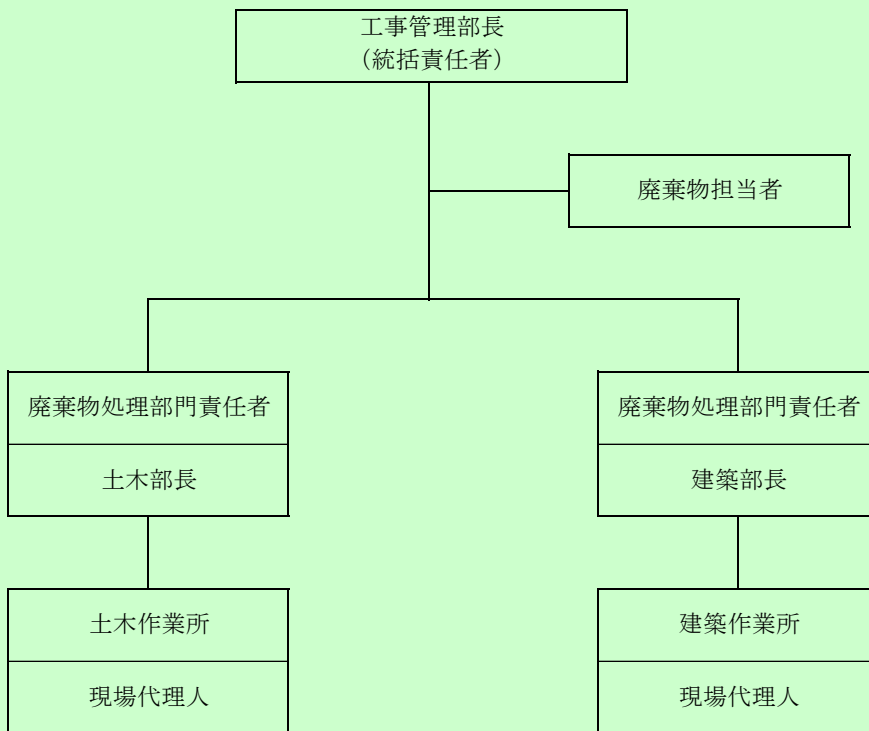 工事管理部長
（統括責任者）
廃棄物担当者
廃棄物処理部門責任者
土木部長
廃棄物処理部門責任者
建築部長
土木作業所
現場代理人
建築作業所
現場代理人